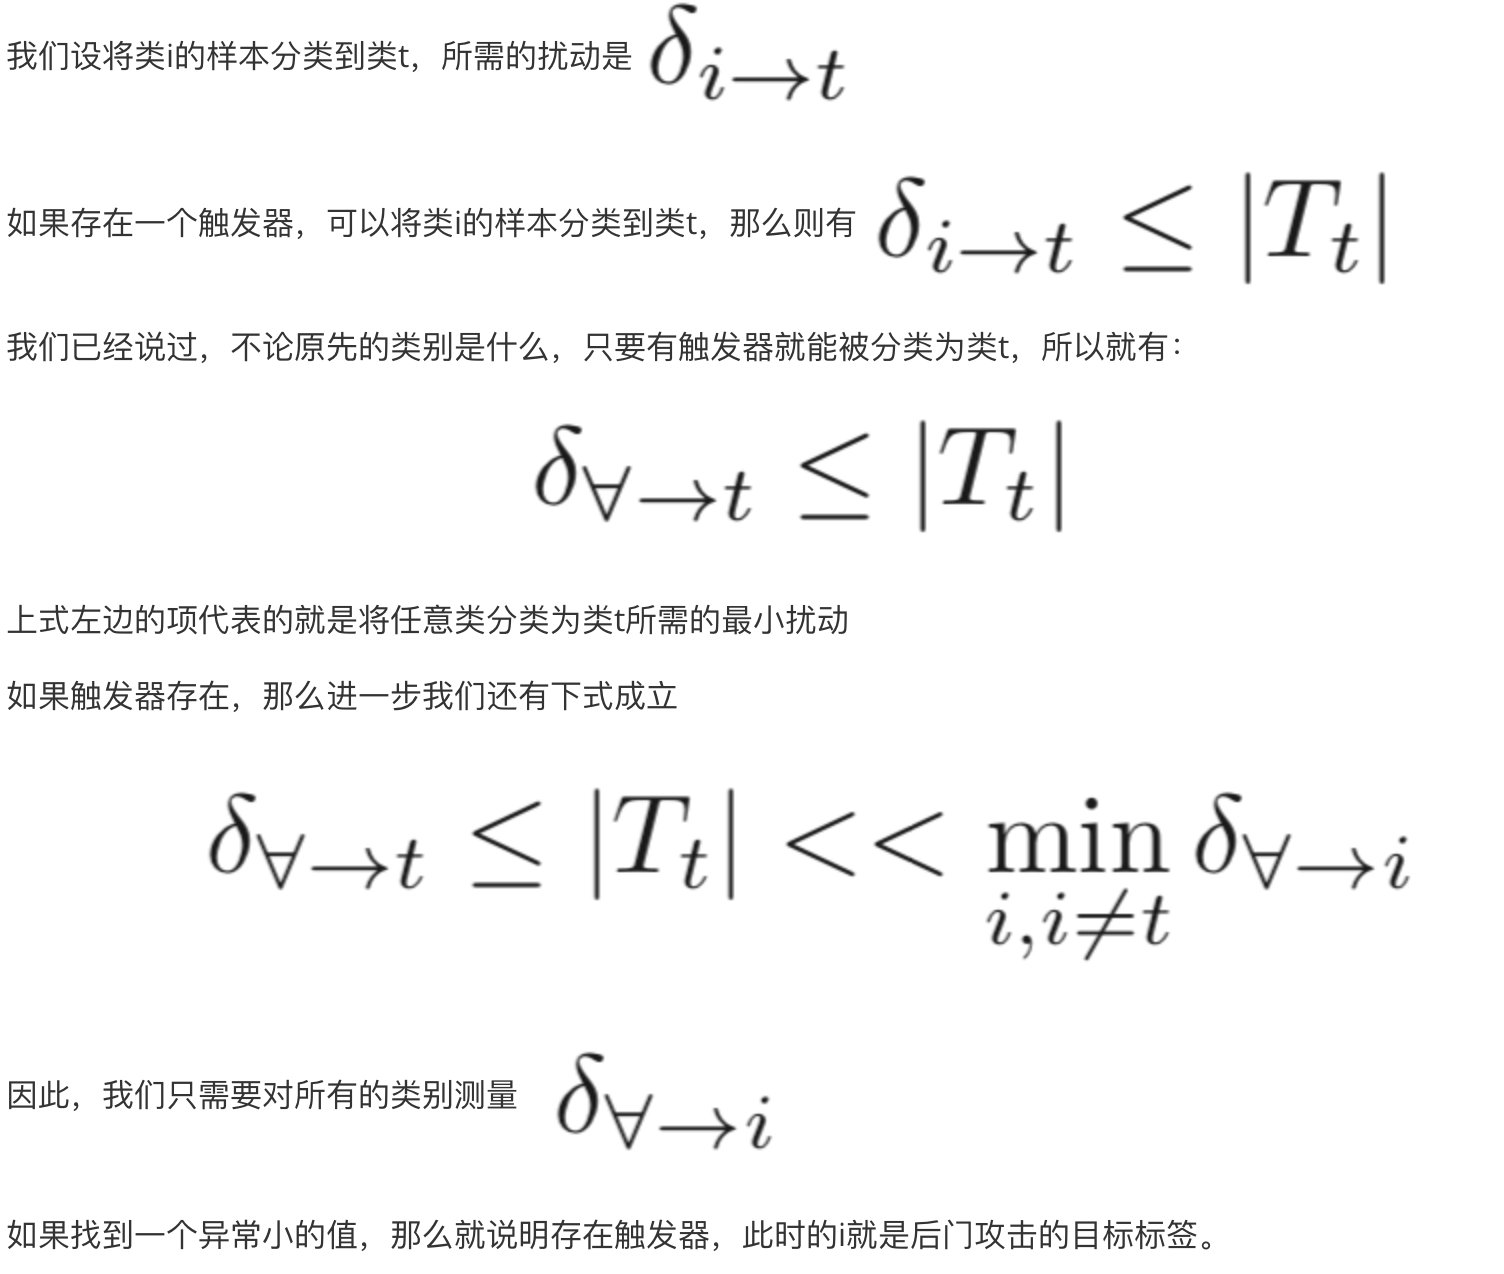 我们设将类i的样本分类到类t，所需的扰动是 $\delta_{i \to t}$
如果存在一个触发器，可以将类i的样本分类到类t，那么则有 $\delta_{i \to t} \leq |T_t|$
我们已经说过，不论原先的类别是什么，只要有触发器就能被分类为类t，所以就有：
$\delta_{\forall \to t} \leq |T_t|$
上式左边的项代表的就是将任意类分类为类t所需的最小扰动
如果触发器存在，那么进一步我们还有下式成立
$\delta_{\forall \to t} \leq |T_t| << \min_{i, i \neq t} \delta_{\forall \to i}$
因此，我们只需要对所有的类别测量 $\delta_{\forall \to i}$
如果找到一个异常小的值，那么就说明存在触发器，此时的i就是后门攻击的目标标签。